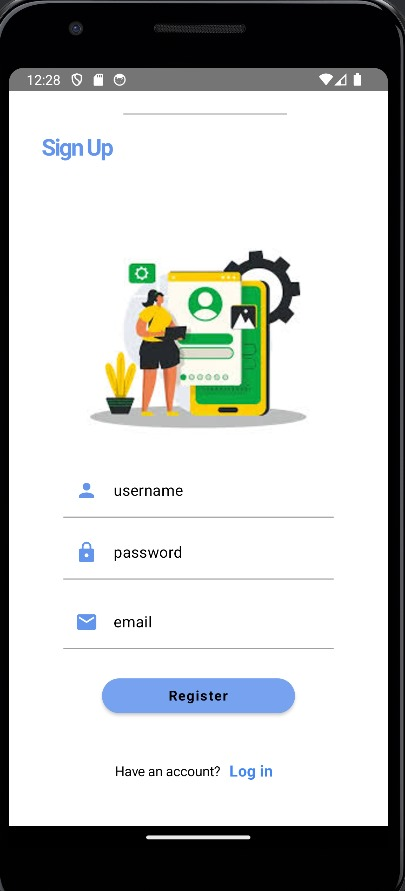 12:28
Sign Up
username
password
email
Register
Have an account? Log in